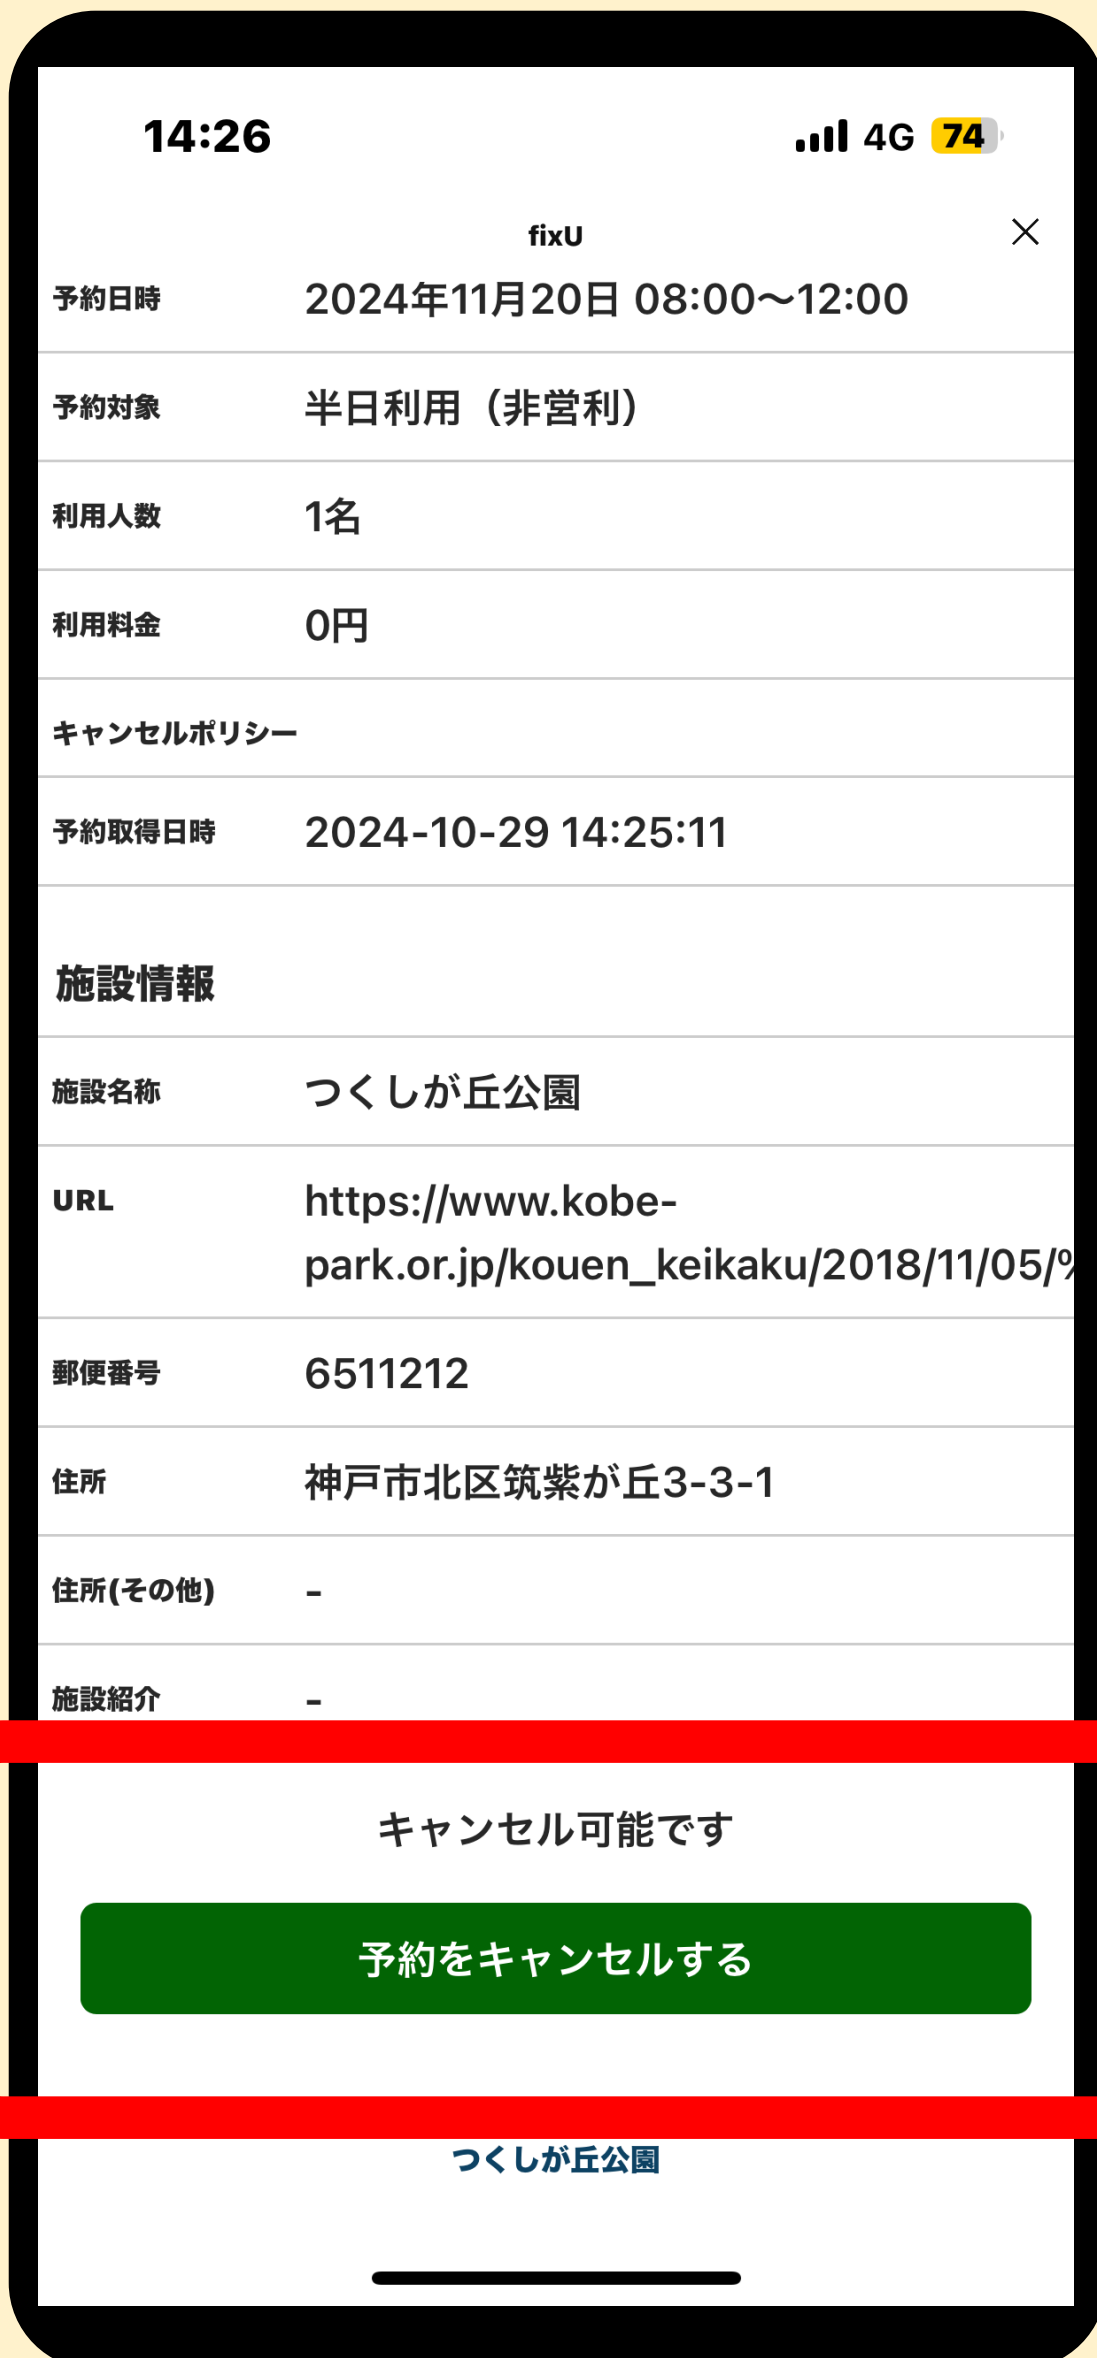 14:26
4G 74
fixU
予約日時 2024年11月20日 08:00〜12:00
予約対象 半日利用（非営利）
利用人数 1名
利用料金 0円
キャンセルポリシー
予約取得日時 2024-10-29 14:25:11
施設情報
施設名称 つくしが丘公園
URL https://www.kobe-
park.or.jp/kouen_keikaku/2018/11/05/%
郵便番号 6511212
住所 神戸市北区筑紫が丘3-3-1
住所(その他) -
施設紹介 -
キャンセル可能です
予約をキャンセルする
つくしが丘公園